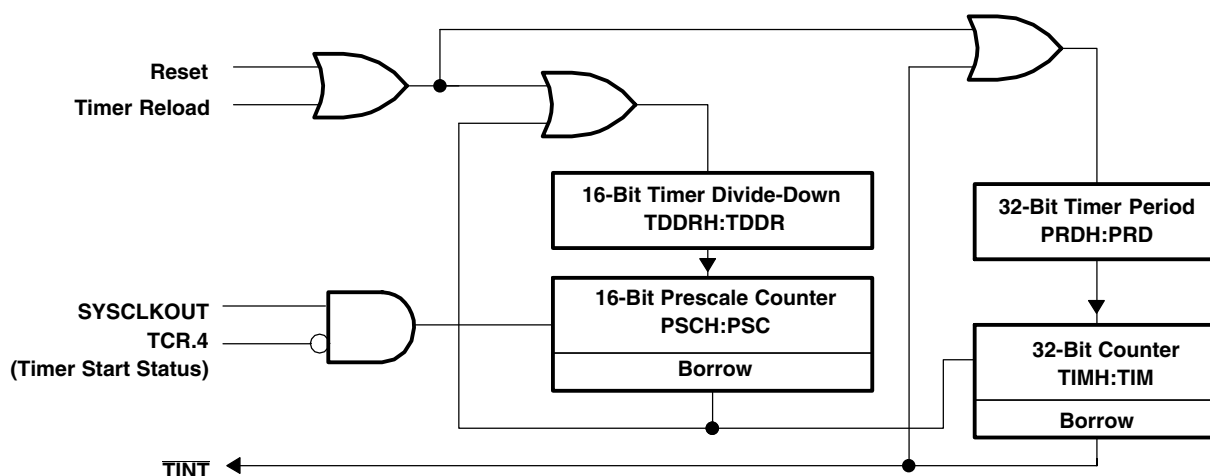 Reset
Timer Reload
16-Bit Timer Divide-Down
TDDRH:TDDR
32-Bit Timer Period
PRDH:PRD
SYSCLKOUT
TCR.4
(Timer Start Status)
16-Bit Prescale Counter
PSCH:PSC
Borrow
32-Bit Counter
TIMH:TIM
Borrow
TINT